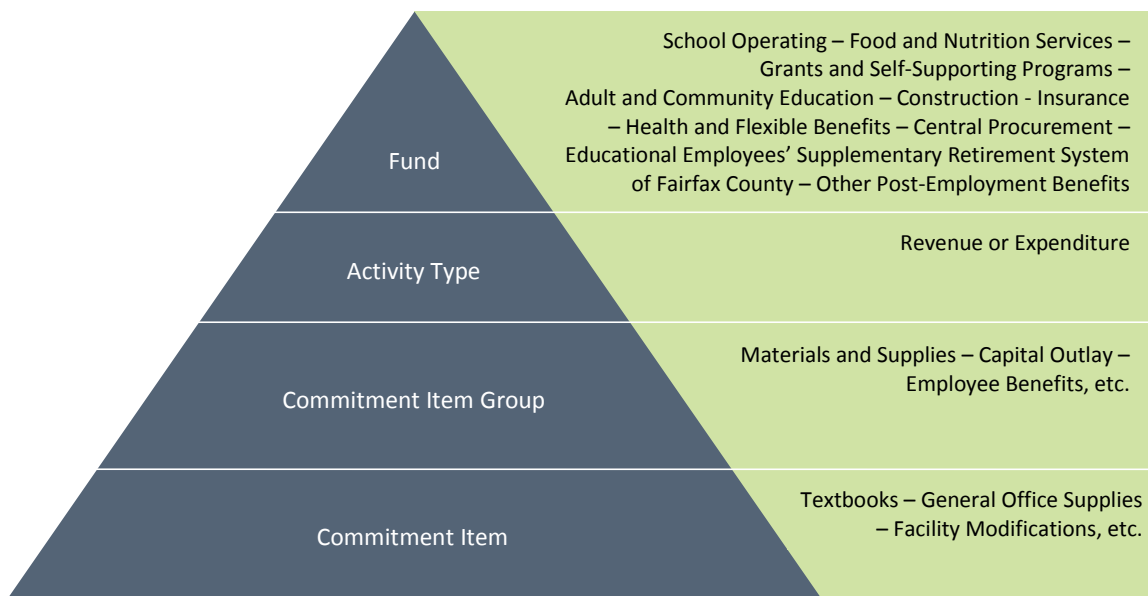 School Operating – Food and Nutrition Services –
Grants and Self-Supporting Programs –
Adult and Community Education – Construction - Insurance
– Health and Flexible Benefits – Central Procurement –
Educational Employees’ Supplementary Retirement System
of Fairfax County – Other Post-Employment Benefits
Fund
Revenue or Expenditure
Activity Type
Materials and Supplies – Capital Outlay –
Employee Benefits, etc.
Commitment Item Group
Textbooks – General Office Supplies
– Facility Modifications, etc.
Commitment Item